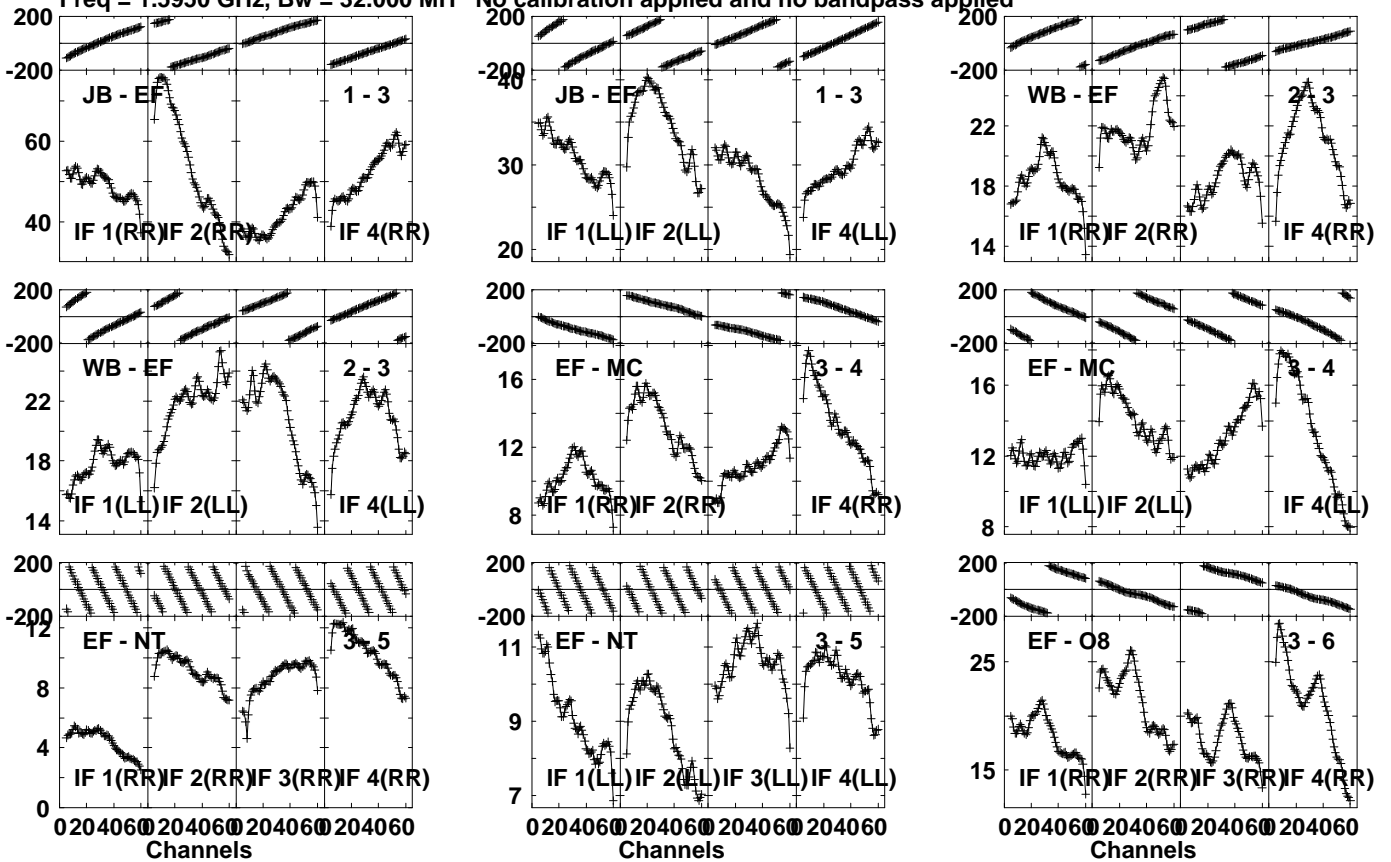 Freq = 1.5950 GHz, Bw = 32.000 MH No calibration applied and no bandpass applied
200
-200
JB - EF 1 - 3
60
40
IF 1(RR) IF 2(RR) IF 4(RR)
200
-200
40
JB - EF 1 - 3
30
20
IF 1(LL) IF 2(LL) IF 4(LL)
200
-200
WB - EF 2 - 3
22
18
14
IF 1(RR) IF 2(RR) IF 4(RR)
200
-200
WB - EF 2 - 3
22
18
14
IF 1(LL) IF 2(LL) IF 4(LL)
200
-200
EF - MC 3 - 4
16
12
8
IF 1(RR) IF 2(RR) IF 4(RR)
200
-200
EF - MC 3 - 4
16
12
8
IF 1(LL) IF 2(LL) IF 4(LL)
200
-200
12
EF - NT 3 - 5
8
4
0
IF 1(RR) IF 2(RR) IF 3(RR) IF 4(RR)
0 20 40 60 0 20 40 60 0 20 40 60 0 20 40 60
Channels
200
-200
EF - NT 3 - 5
11
9
7
IF 1(LL) IF 2(LL) IF 3(LL) IF 4(LL)
0 20 40 60 0 20 40 60 0 20 40 60 0 20 40 60
Channels
200
-200
EF - O8 3 - 6
25
15
IF 1(RR) IF 2(RR) IF 3(RR) IF 4(RR)
0 20 40 60 0 20 40 60 0 20 40 60 0 20 40 60
Channels